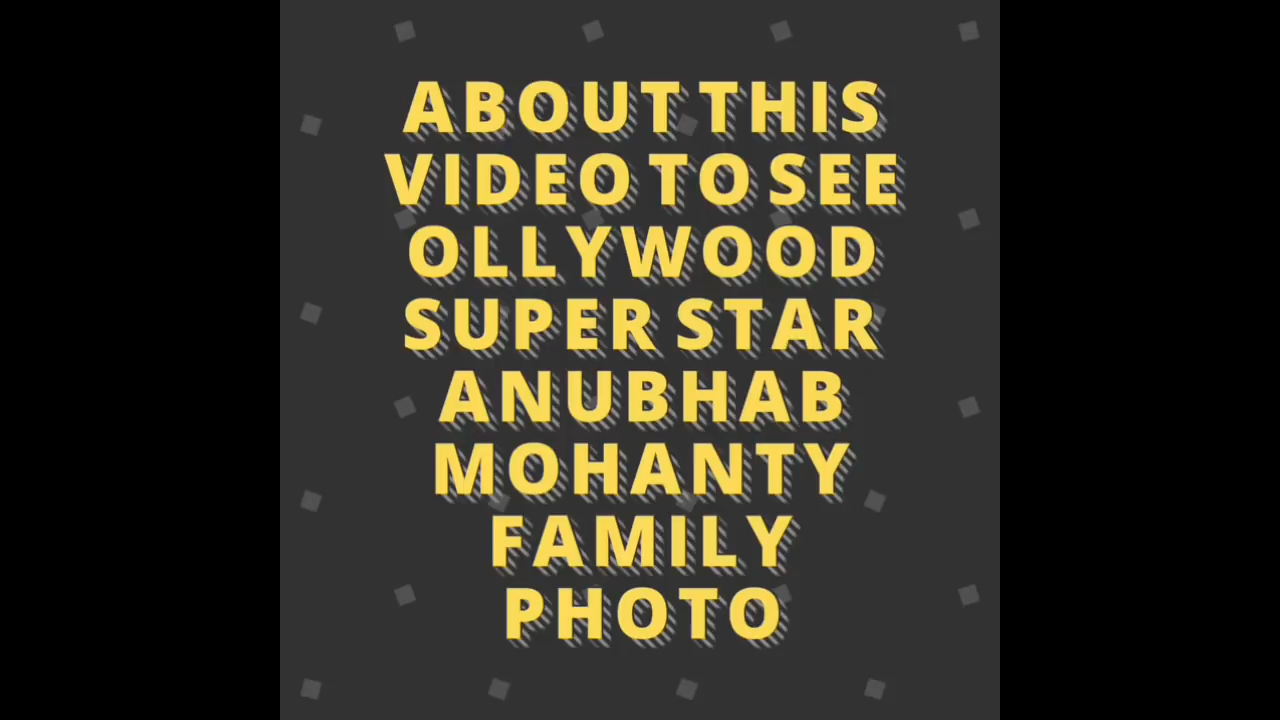 ABOUT THIS
VIDEO TO SEE
OLLYWOOD
SUPER STAR
ANUBHAB
MOHANTY
FAMILY
PHOTO